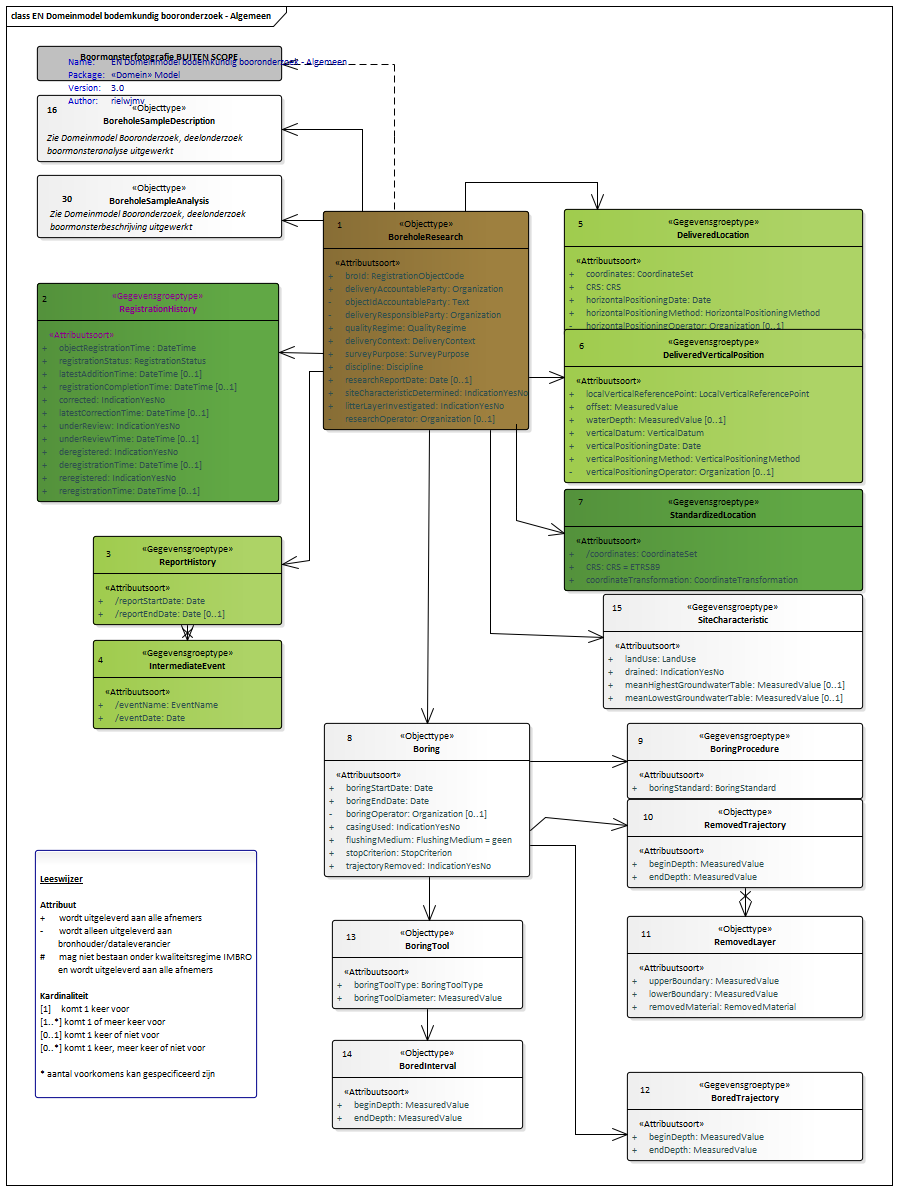 class EN Domeinmodel bodemkundig booronderzoek - Algemeen
Boormonsterfotografie BUITEN SCOPE
Name: EN Domeinmodel bodemkundig booronderzoek - Algemeen
Package: «Domein» Model
Version: 3.0
Author: rielwjmv
16
«Objecttype»
BoreholeSampleDescription
Zie Domeinmodel Booronderzoek, deelonderzoek
boormonsteranalyse uitgewerkt
30
«Objecttype»
BoreholeSampleAnalysis
Zie Domeinmodel Booronderzoek, deelonderzoek
boormonsterbeschrijving uitgewerkt
1
«Objecttype»
BoreholeResearch
«Attribuutsoort»
+ broId: RegistrationObjectCode
+ deliveryAccountableParty: Organization
- objectIdAccountableParty: Text
- deliveryResponsibleParty: Organization
+ qualityRegime: QualityRegime
+ deliveryContext: DeliveryContext
+ surveyPurpose: SurveyPurpose
+ discipline: Discipline
+ researchReportDate: Date [0..1]
+ siteCharacteristicDetermined: IndicationYesNo
+ litterLayerInvestigated: IndicationYesNo
- researchOperator: Organization [0..1]
5
«Gegevensgroeptype»
DeliveredLocation
«Attribuutsoort»
+ coordinates: CoordinateSet
+ CRS: CRS
+ horizontalPositioningDate: Date
+ horizontalPositioningMethod: HorizontalPositioningMethod
- horizontalPositioningOperator: Organization [0..1]
6
«Gegevensgroeptype»
DeliveredVerticalPosition
«Attribuutsoort»
+ localVerticalReferencePoint: LocalVerticalReferencePoint
+ offset: MeasuredValue
+ waterDepth: MeasuredValue [0..1]
+ verticalDatum: VerticalDatum
+ verticalPositioningDate: Date
+ verticalPositioningMethod: VerticalPositioningMethod
- verticalPositioningOperator: Organization [0..1]
2
«Gegevensgroeptype»
RegistrationHistory
«Attribuutsoort»
+ objectRegistrationTime : DateTime
+ registrationStatus: RegistrationStatus
+ latestAdditionTime: DateTime [0..1]
+ registrationCompletionTime: DateTime [0..1]
+ corrected: IndicationYesNo
+ latestCorrectionTime: DateTime [0..1]
+ underReview: IndicationYesNo
+ underReviewTime: DateTime [0..1]
+ deregistered: IndicationYesNo
+ deregistrationTime: DateTime [0..1]
+ reregistered: IndicationYesNo
+ reregistrationTime: DateTime [0..1]
7
«Gegevensgroeptype»
StandardizedLocation
«Attribuutsoort»
+ /coordinates: CoordinateSet
+ CRS: CRS = ETRS89
+ coordinateTransformation: CoordinateTransformation
3
«Gegevensgroeptype»
ReportHistory
«Attribuutsoort»
+ /reportStartDate: Date
+ /reportEndDate: Date [0..1]
15
«Gegevensgroeptype»
SiteCharacteristic
«Attribuutsoort»
+ landUse: LandUse
+ drained: IndicationYesNo
+ meanHighestGroundwaterTable: MeasuredValue [0..1]
+ meanLowestGroundwaterTable: MeasuredValue [0..1]
4
«Gegevensgroeptype»
IntermediateEvent
«Attribuutsoort»
+ /eventName: EventName
+ /eventDate: Date
8
«Objecttype»
Boring
«Attribuutsoort»
+ boringStartDate: Date
+ boringEndDate: Date
- boringOperator: Organization [0..1]
+ casingUsed: IndicationYesNo
+ flushingMedium: FlushingMedium = geen
+ stopCriterion: StopCriterion
+ trajectoryRemoved: IndicationYesNo
9
«Gegevensgroeptype»
BoringProcedure
«Attribuutsoort»
+ boringStandard: BoringStandard
10
«Objecttype»
RemovedTrajectory
«Attribuutsoort»
+ beginDepth: MeasuredValue
+ endDepth: MeasuredValue
11
«Objecttype»
RemovedLayer
«Attribuutsoort»
+ upperBoundary: MeasuredValue
+ lowerBoundary: MeasuredValue
+ removedMaterial: RemovedMaterial
13
«Objecttype»
BoringTool
«Attribuutsoort»
+ boringToolType: BoringToolType
+ boringToolDiameter: MeasuredValue
14
«Objecttype»
BoredInterval
«Attribuutsoort»
+ beginDepth: MeasuredValue
+ endDepth: MeasuredValue
12
«Gegevensgroeptype»
BoredTrajectory
«Attribuutsoort»
+ beginDepth: MeasuredValue
+ endDepth: MeasuredValue
Leeswijzer
Attribuut
+ wordt uitgeleverd aan alle afnemers
- wordt alleen uitgeleverd aan
bronhouder/dataleverancier
# mag niet bestaan onder kwaliteitsregime IMBRO
en wordt uitgeleverd aan alle afnemers
Kardinaliteit
[1] komt 1 keer voor
[1..*] komt 1 of meer keer voor
[0..1] komt 1 keer of niet voor
[0..*] komt 1 keer, meer keer of niet voor
* aantal voorkomens kan gespecificeerd zijn